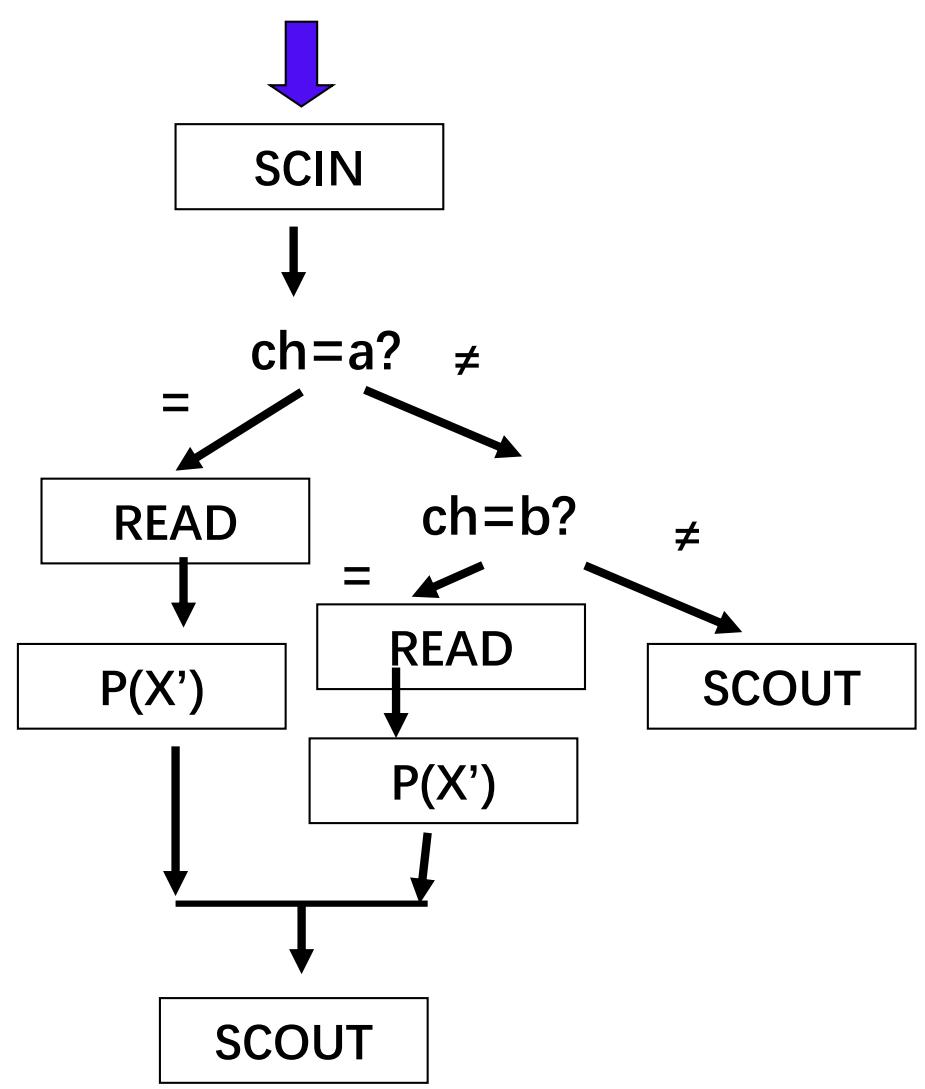 SCIN
ch=a?
≠
=
READ
ch=b?
≠
=
READ
P(X’)
SCOUT
P(X’)
SCOUT